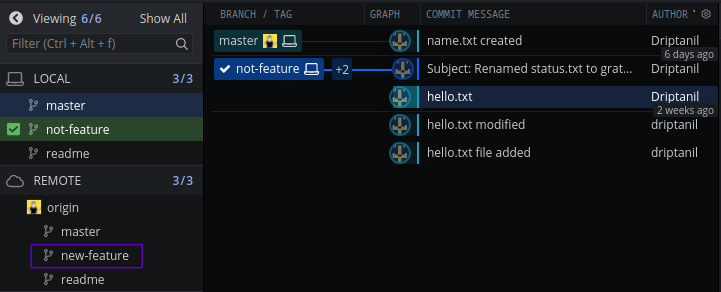 Viewing 6/6 Show All
Filter (Ctrl + Alt + f)
LOCAL 3/3
master
not-feature
readme
REMOTE 3/3
origin
master
new-feature
readme
BRANCH / TAG GRAPH COMMIT MESSAGE AUTHOR
master name.txt created Driptanil
6 days ago
not-feature +2 Subject: Renamed status.txt to grat... Driptanil
hello.txt Driptanil
2 weeks ago
hello.txt modified driptanil
hello.txt file added driptanil